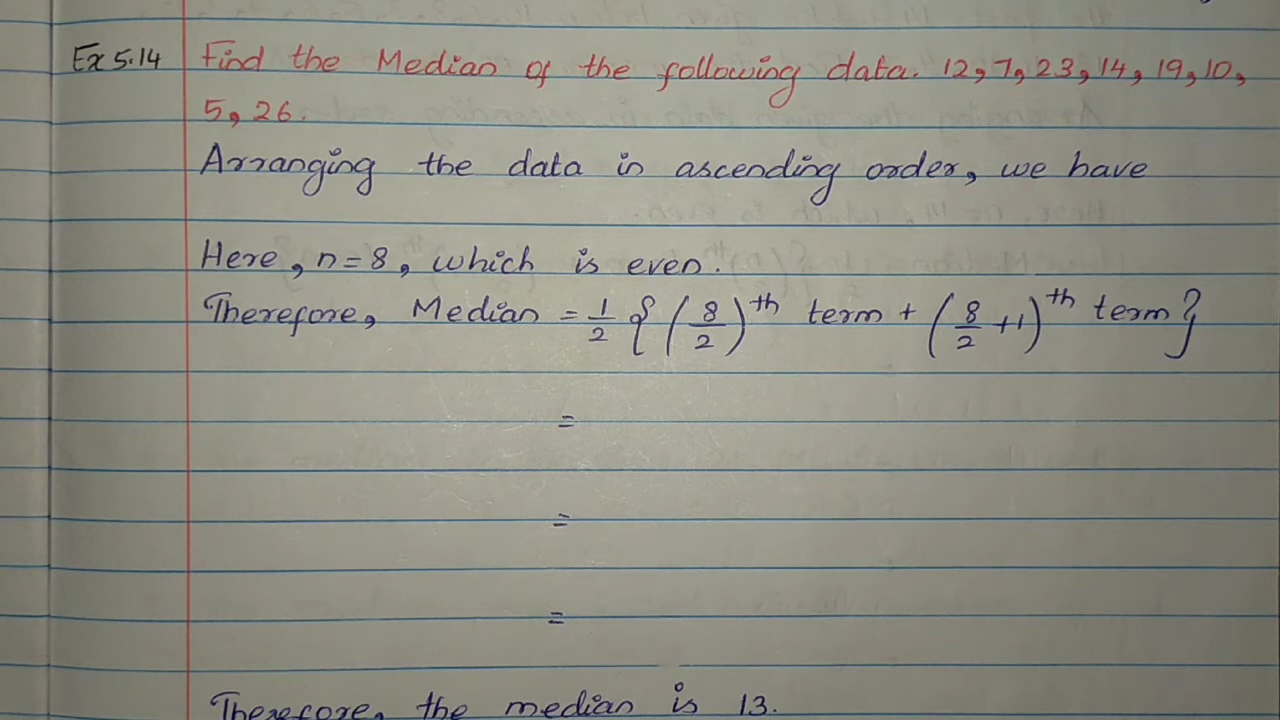 Ex 5.14 Find the Median of the following data. 12, 7, 23, 14, 19, 10,
5, 26.
Arranging the data in ascending order, we have
Here, n = 8, which is even.
Therefore, Median = 1/2 { (8/2)th term + (8/2 + 1)th term }
=
=
=
Therefore, the median is 13.